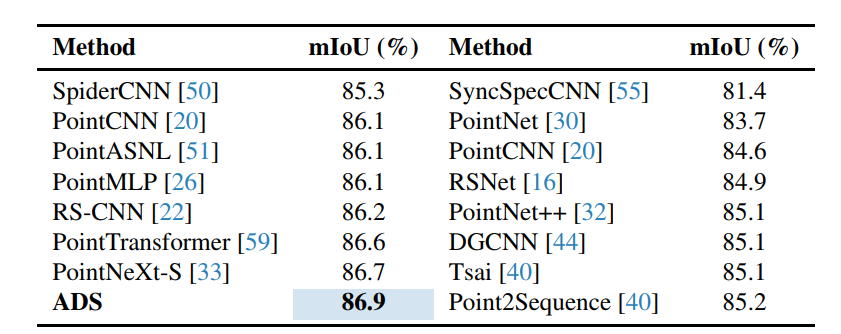 Method mIoU (%) Method mIoU (%)
SpiderCNN [50] 85.3 SyncSpecCNN [55] 81.4
PointCNN [20] 86.1 PointNet [30] 83.7
PointASNL [51] 86.1 PointCNN [20] 84.6
PointMLP [26] 86.1 RSNet [16] 84.9
RS-CNN [22] 86.2 PointNet++ [32] 85.1
PointTransformer [59] 86.6 DGCNN [44] 85.1
PointNeXt-S [33] 86.7 Tsai [40] 85.1
ADS 86.9 Point2Sequence [40] 85.2